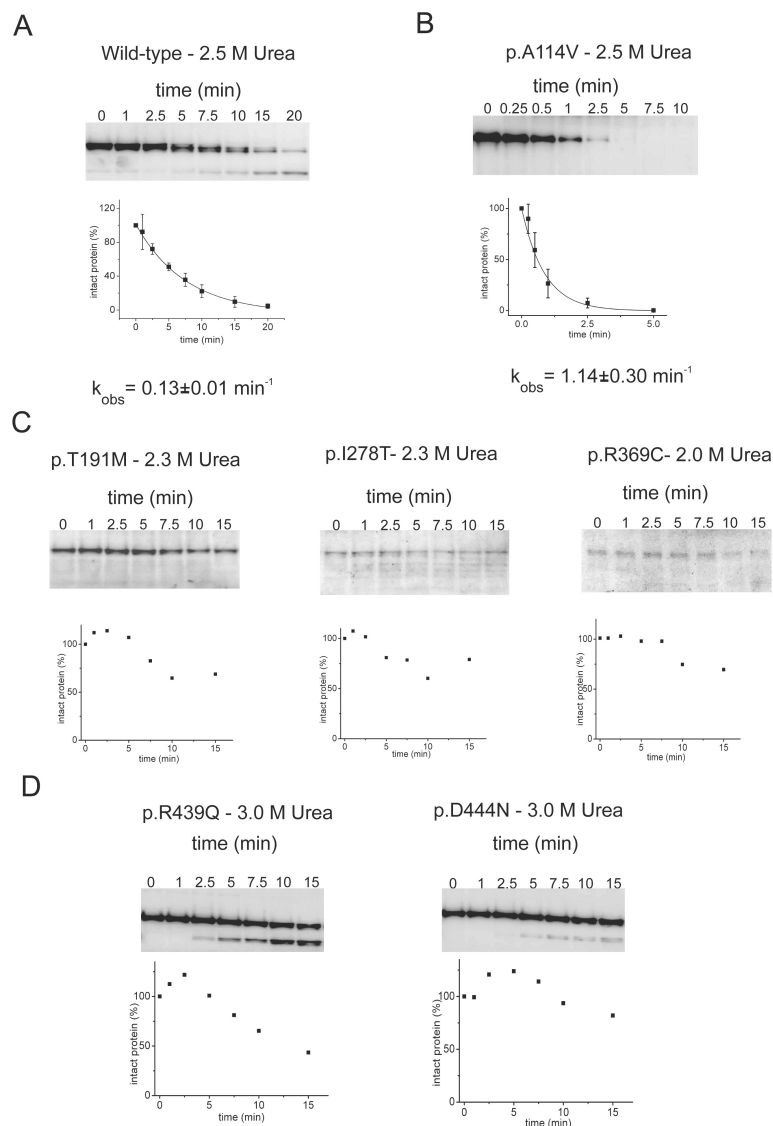 A
Wild-type - 2.5 M Urea
time (min)
0 1 2.5 5 7.5 10 15 20
120
80
40
0
intact protein (%)
0 5 10 15 20
time (min)
kobs= 0.13±0.01 min-1
B
p.A114V - 2.5 M Urea
time (min)
0 0.25 0.5 1 2.5 5 7.5 10
100
50
0
intact protein (%)
0.0 2.5 5.0
time (min)
kobs= 1.14±0.30 min-1
C
p.T191M - 2.3 M Urea
time (min)
0 1 2.5 5 7.5 10 15
100
50
0
intact protein (%)
0 5 10 15
time (min)
p.I278T- 2.3 M Urea
time (min)
0 1 2.5 5 7.5 10 15
100
50
0
intact protein (%)
0 5 10 15
time (min)
p.R369C- 2.0 M Urea
time (min)
0 1 2.5 5 7.5 10 15
100
50
0
intact protein (%)
0 5 10 15
time (min)
D
p.R439Q - 3.0 M Urea
time (min)
0 1 2.5 5 7.5 10 15
100
50
0
intact protein (%)
0 5 10 15
time (min)
p.D444N - 3.0 M Urea
time (min)
0 1 2.5 5 7.5 10 15
100
50
0
intact protein (%)
0 5 10 15
time (min)